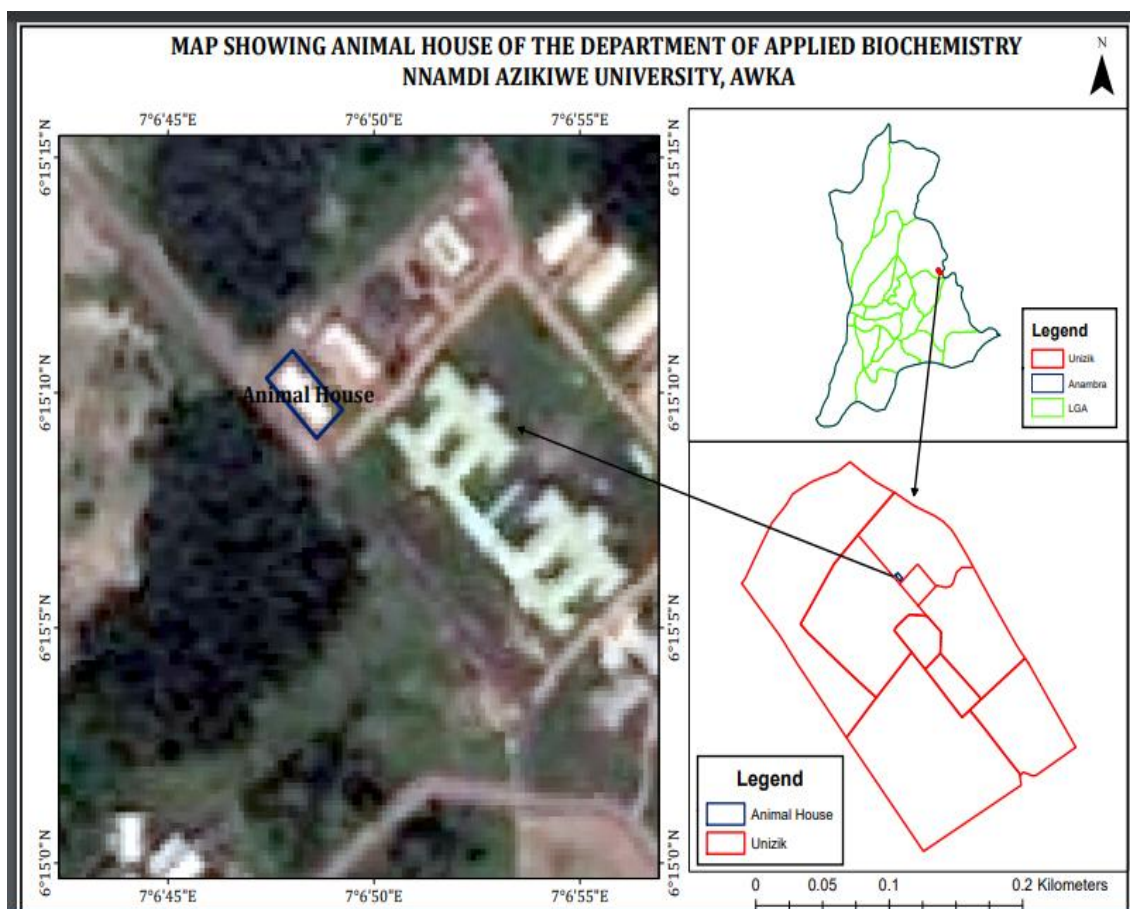 MAP SHOWING ANIMAL HOUSE OF THE DEPARTMENT OF APPLIED BIOCHEMISTRY
NNAMDI AZIKIWE UNIVERSITY, AWKA
N
7°6'45"E
7°6'50"E
7°6'55"E
6°15'15"N
6°15'15"N
6°15'10"N
6°15'10"N
Animal House
6°15'5"N
6°15'5"N
6°15'0"N
6°15'0"N
7°6'45"E
7°6'50"E
7°6'55"E
Legend
Unizik
Anambra
LGA
Legend
Animal House
Unizik
0 0.05 0.1 0.2 Kilometers